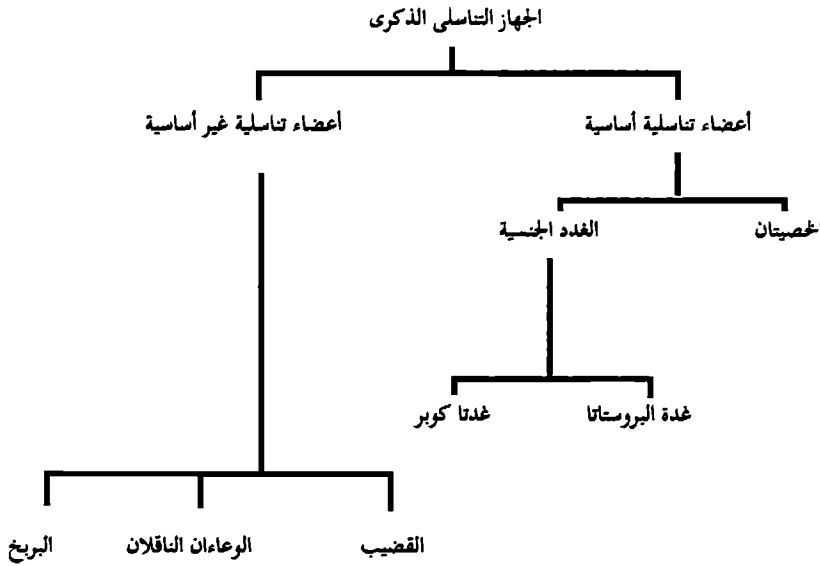 الجهاز التناسلى الذكرى
أعضاء تناسلية أساسية
أعضاء تناسلية غير أساسية
الخصيتان
الغدد الجنسية
غدة البروستاتا
غدتا كوبر
القضيب
الوعاءان الناقلان
البربخ